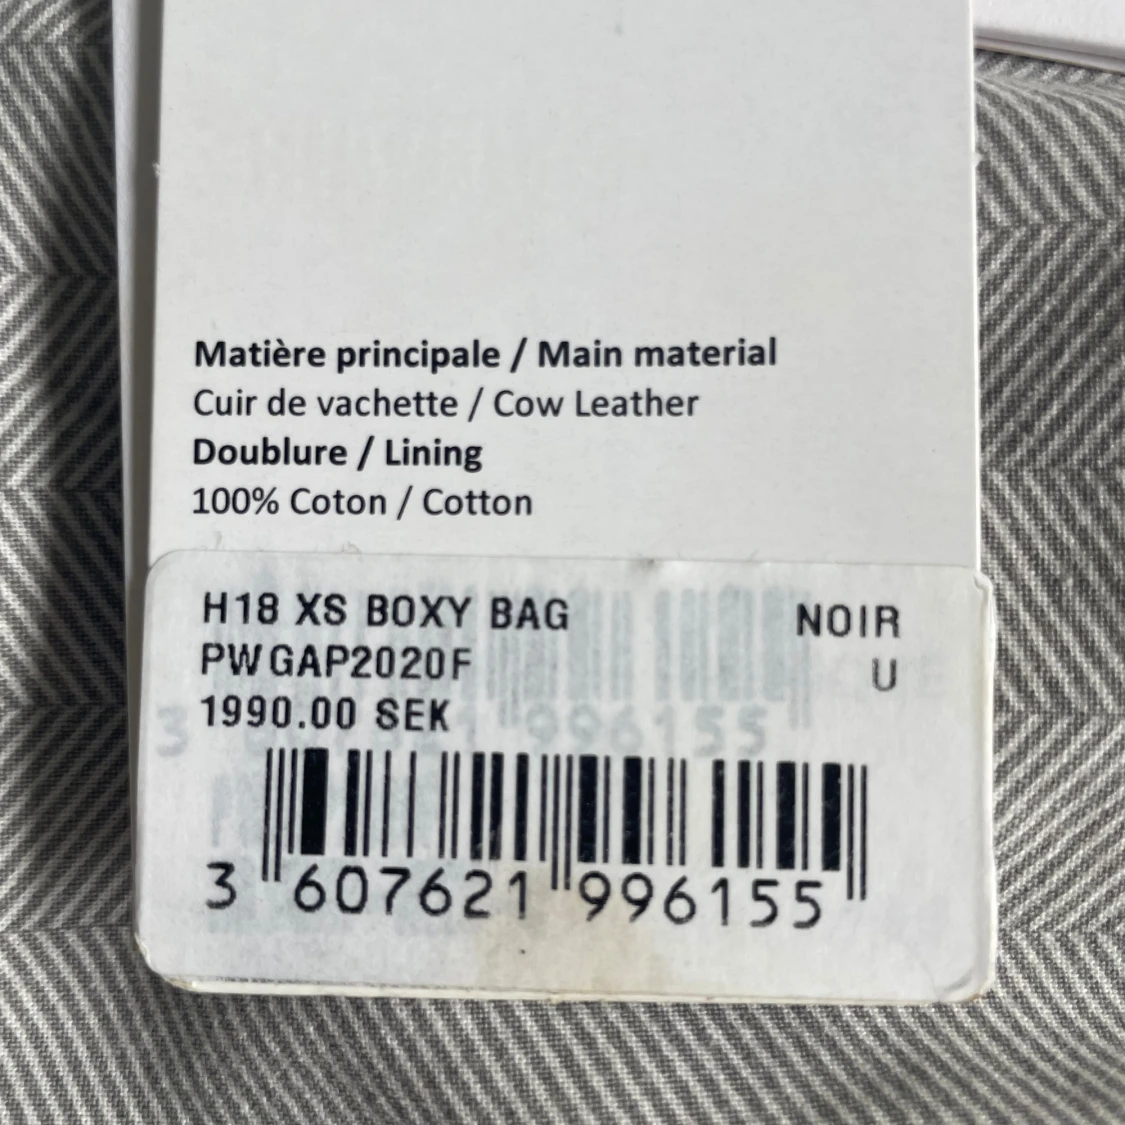 Matière principale / Main material
Cuir de vachette / Cow Leather
Doublure / Lining
100% Coton / Cotton
H18 XS BOXY BAG NOIR
PWGAP2020F U
1990.00 SEK
3 607621 996155